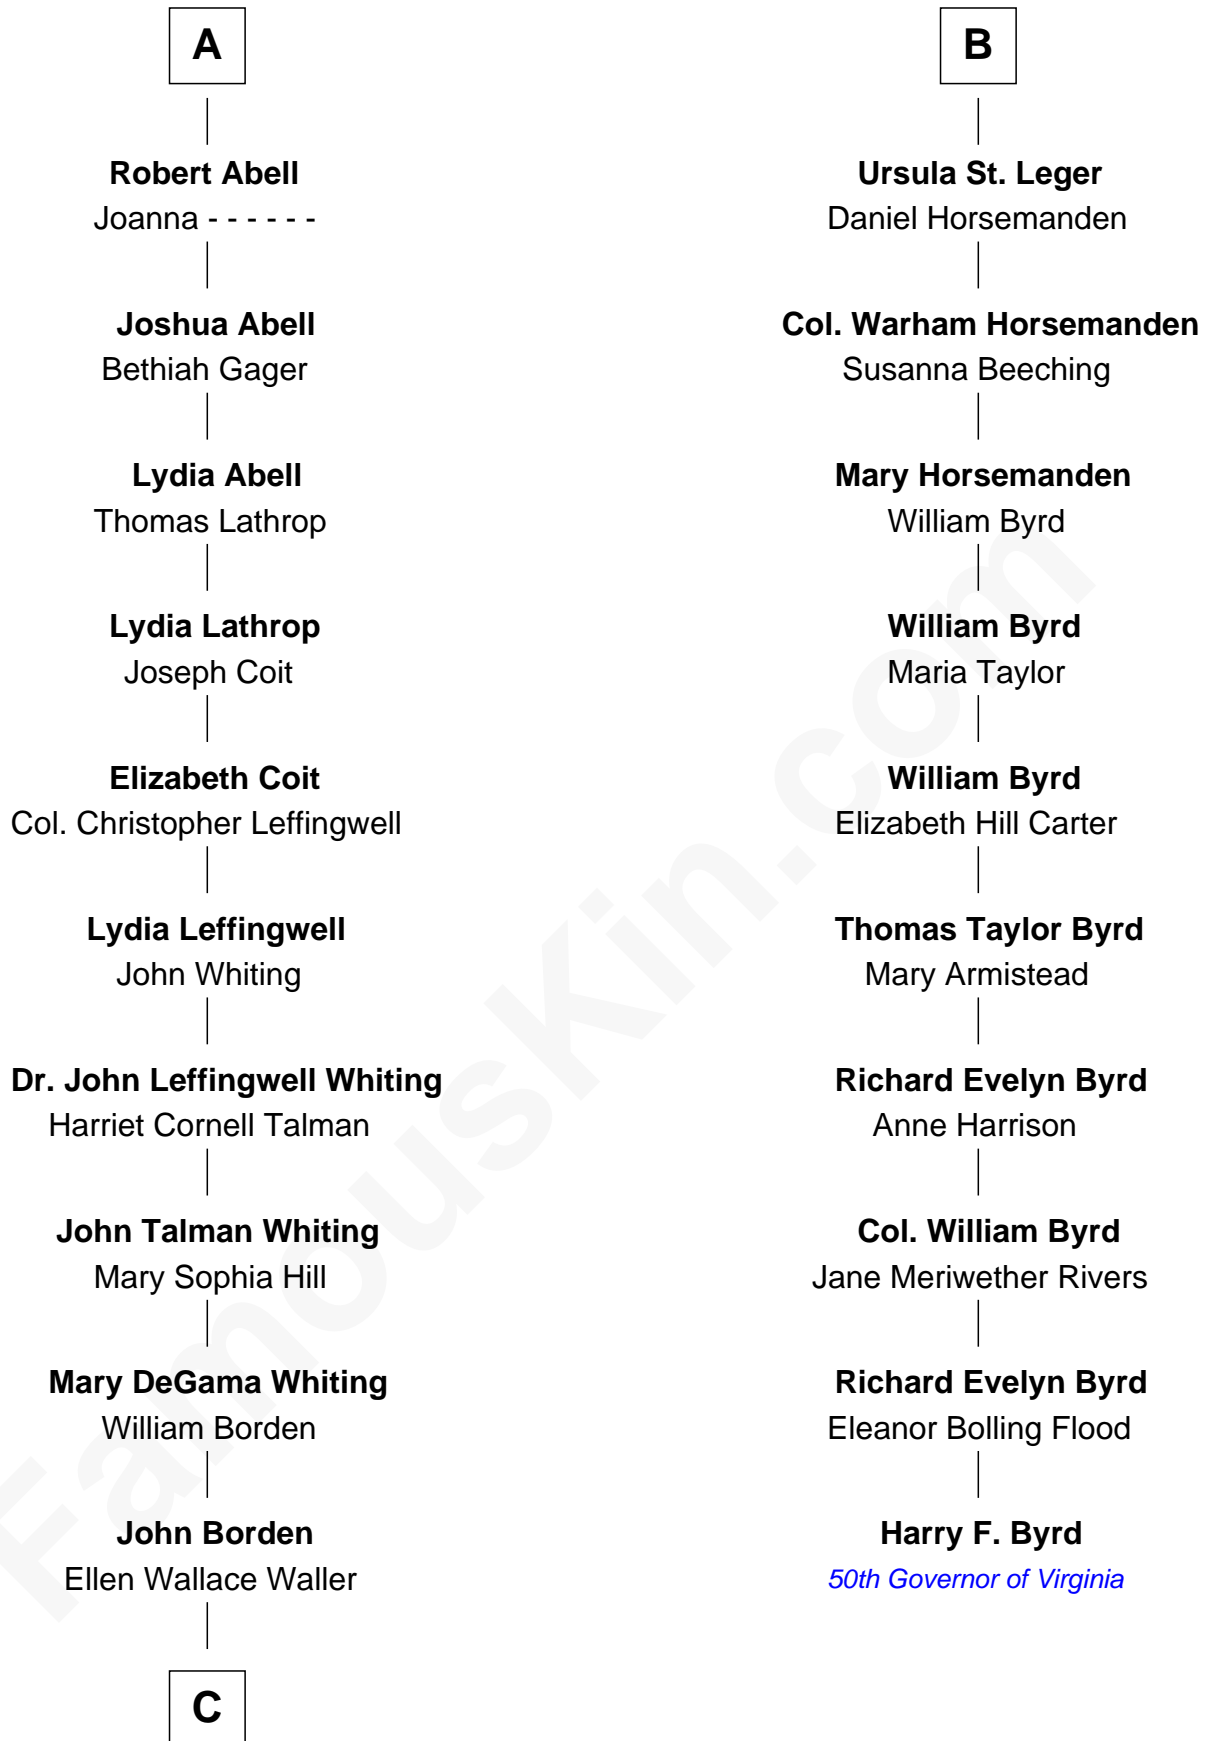 A
Robert Abell
Joanna - - - - - -
Joshua Abell
Bethiah Gager
Lydia Abell
Thomas Lathrop
Lydia Lathrop
Joseph Coit
Elizabeth Coit
Col. Christopher Leffingwell
Lydia Leffingwell
John Whiting
Dr. John Leffingwell Whiting
Harriet Cornell Talman
John Talman Whiting
Mary Sophia Hill
Mary DeGama Whiting
William Borden
John Borden
Ellen Wallace Waller
C
B
Ursula St. Leger
Daniel Horsemanden
Col. Warham Horsemanden
Susanna Beeching
Mary Horsemanden
William Byrd
William Byrd
Maria Taylor
William Byrd
Elizabeth Hill Carter
Thomas Taylor Byrd
Mary Armistead
Richard Evelyn Byrd
Anne Harrison
Col. William Byrd
Jane Meriwether Rivers
Richard Evelyn Byrd
Eleanor Bolling Flood
Harry F. Byrd
50th Governor of Virginia
FamousKin.com